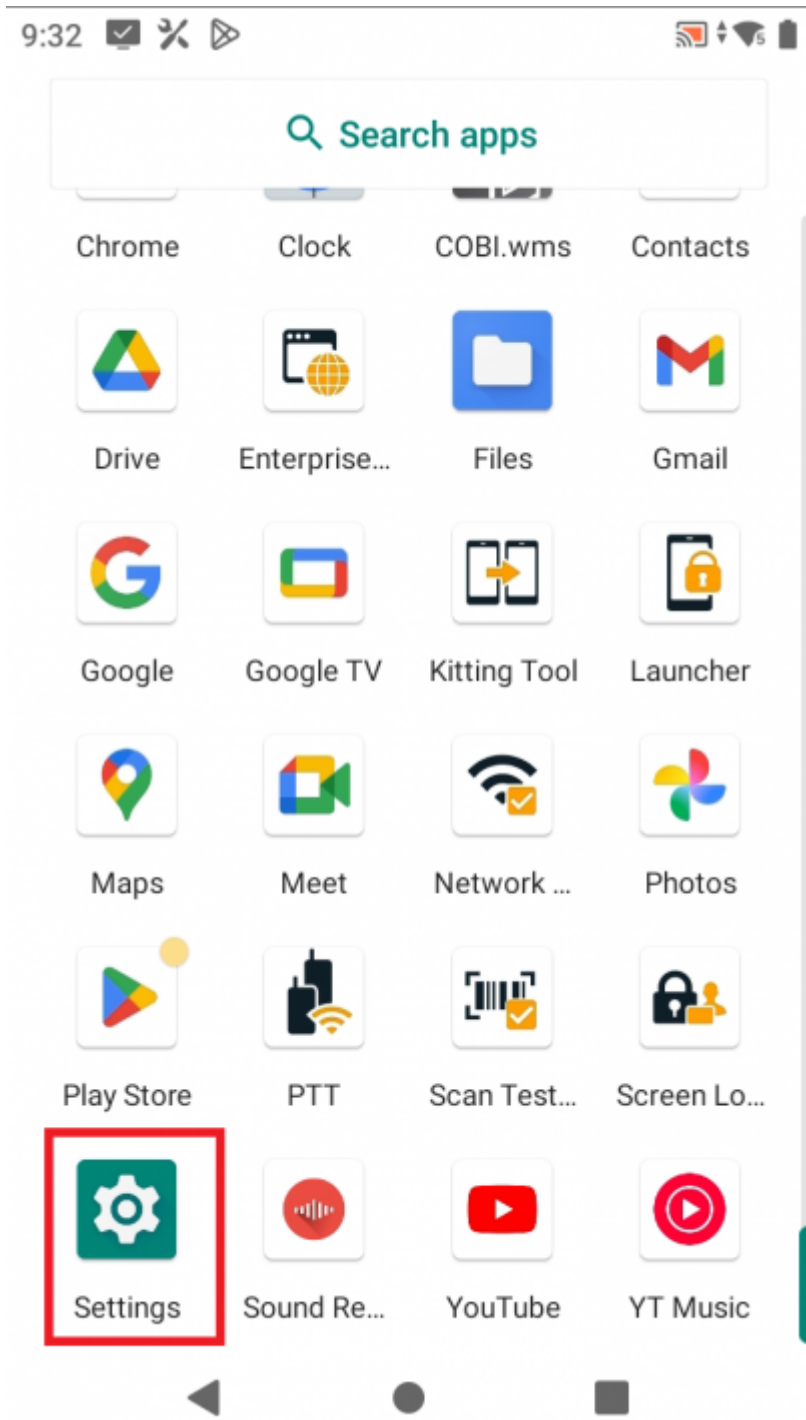 9:32
5
Search apps
Chrome Clock COBI.wms Contacts
Drive Enterprise... Files Gmail
Google Google TV Kitting Tool Launcher
Maps Meet Network ... Photos
Play Store PTT Scan Test... Screen Lo...
Settings Sound Re... YouTube YT Music